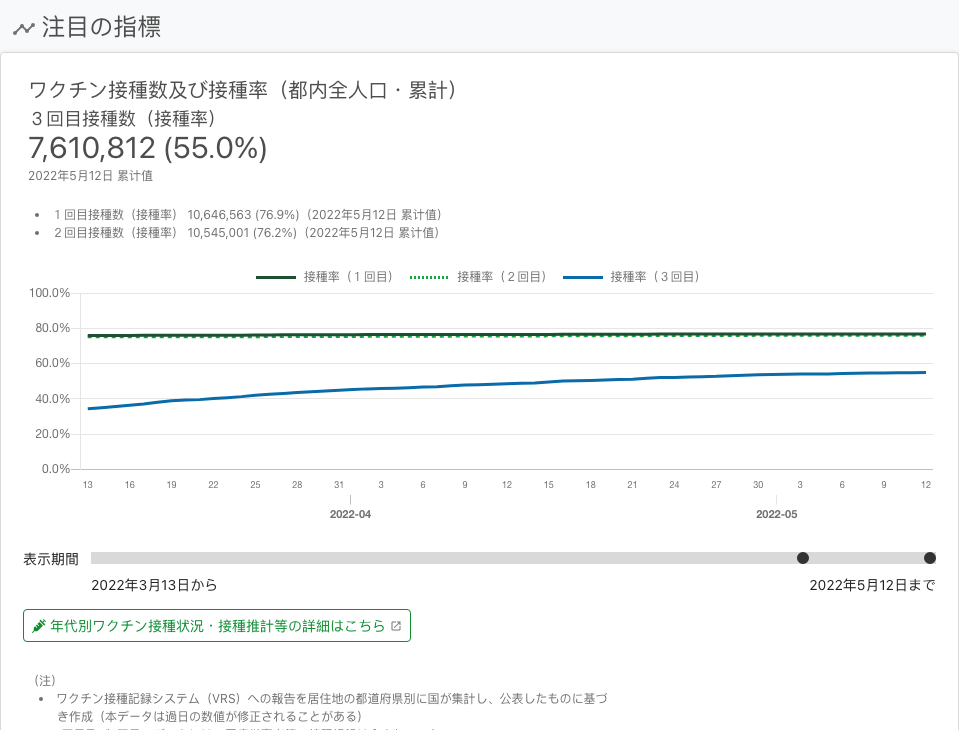 注目の指標
ワクチン接種数及び接種率（都内全人口・累計）
３回目接種数（接種率）
7,610,812 (55.0%)
2022年5月12日 累計値
１回目接種数（接種率） 10,646,563 (76.9%)（2022年5月12日 累計値）
２回目接種数（接種率） 10,545,001 (76.2%)（2022年5月12日 累計値）
接種率（１回目） 接種率（２回目） 接種率（３回目）
100.0%
80.0%
60.0%
40.0%
20.0%
0.0%
13 16 19 22 25 28 31 3 6 9 12 15 18 21 24 27 30 3 6 9 12
2022-04 2022-05
表示期間
2022年3月13日から 2022年5月12日まで
年代別ワクチン接種状況・接種推計等の詳細はこちら
（注）
ワクチン接種記録システム（VRS）への報告を居住地の都道府県別に国が集計し、公表したものに基づ
き作成（本データは過日の数値が修正されることがある）